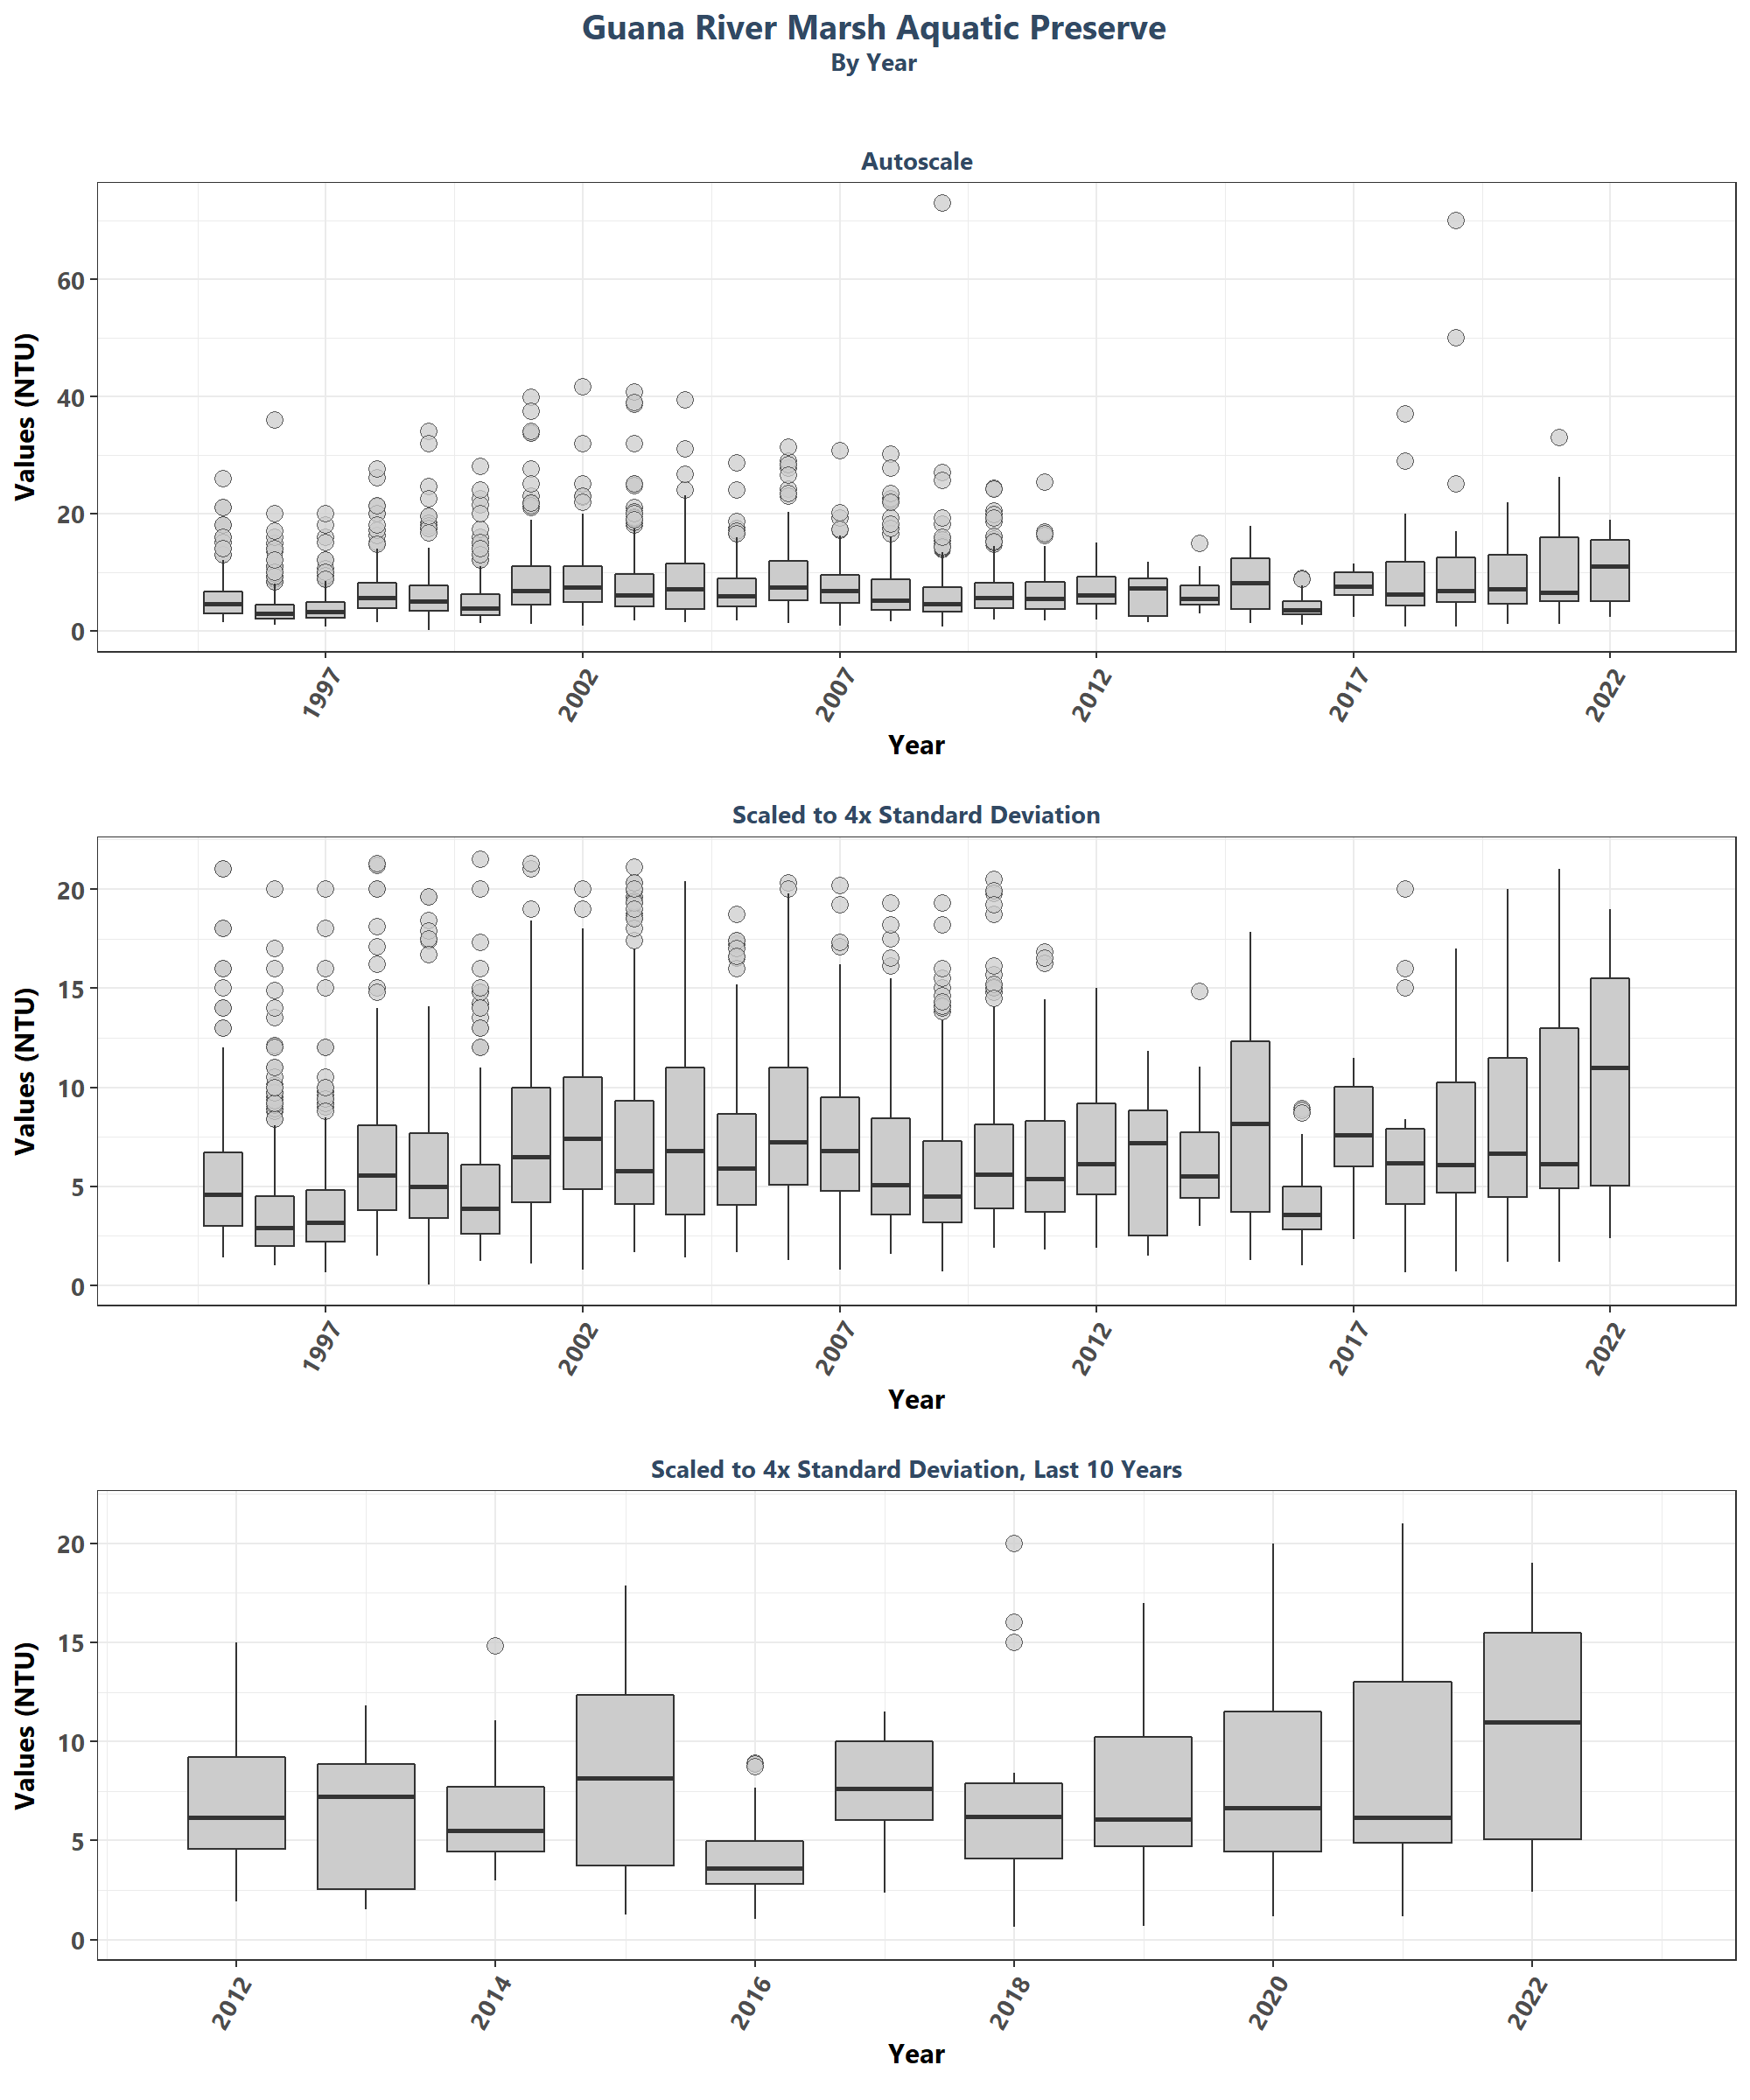 Guana River Marsh Aquatic Preserve
By Year
Autoscale
Values (NTU)
60
40
20
0
1997 2002 2007 2012 2017 2022
Year
Scaled to 4x Standard Deviation
Values (NTU)
20
15
10
5
0
1997 2002 2007 2012 2017 2022
Year
Scaled to 4x Standard Deviation, Last 10 Years
Values (NTU)
20
15
10
5
0
2012 2014 2016 2018 2020 2022
Year